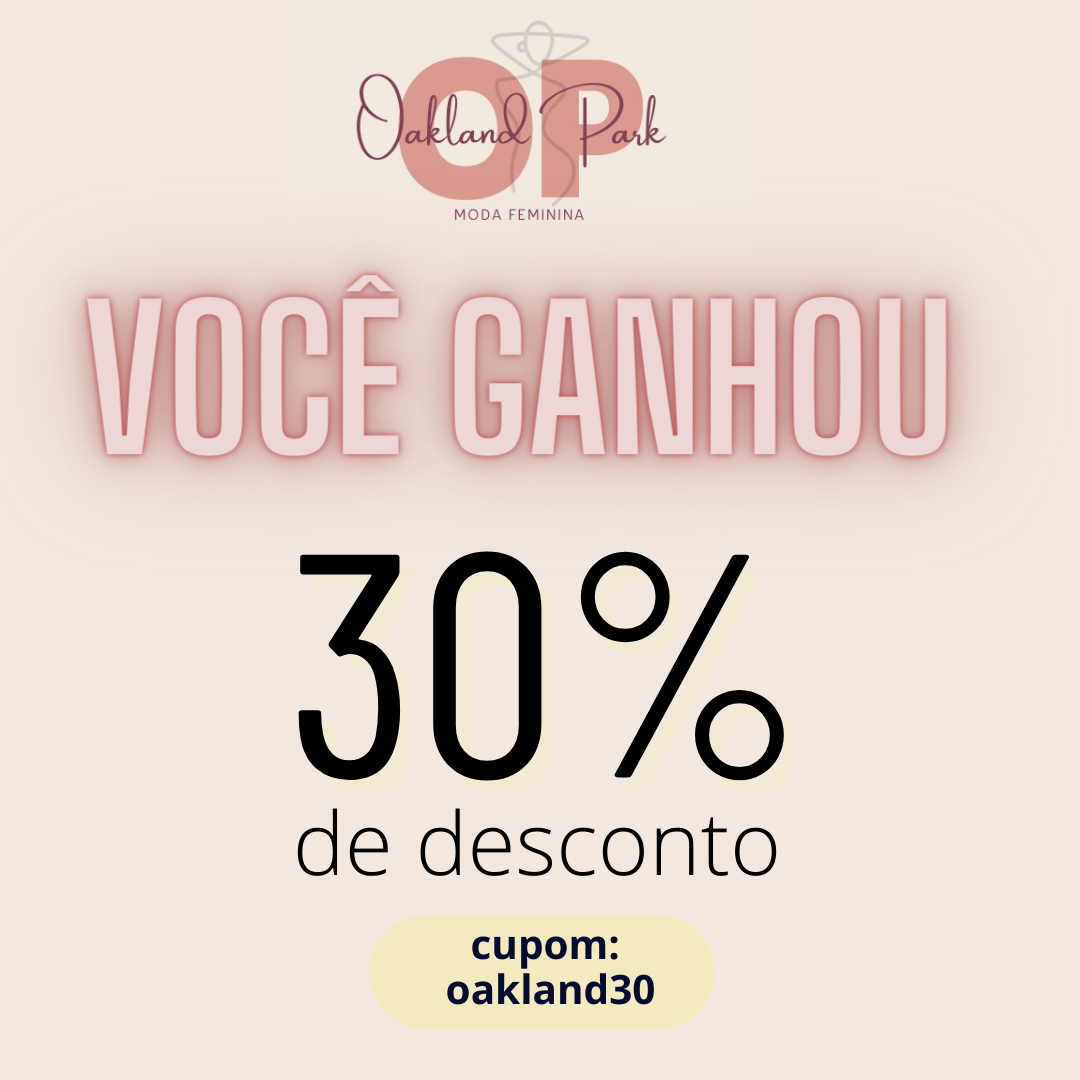 OP
Oakland Park
MODA FEMININA
VOCÊ GANHOU
30%
de desconto
cupom:
oakland30